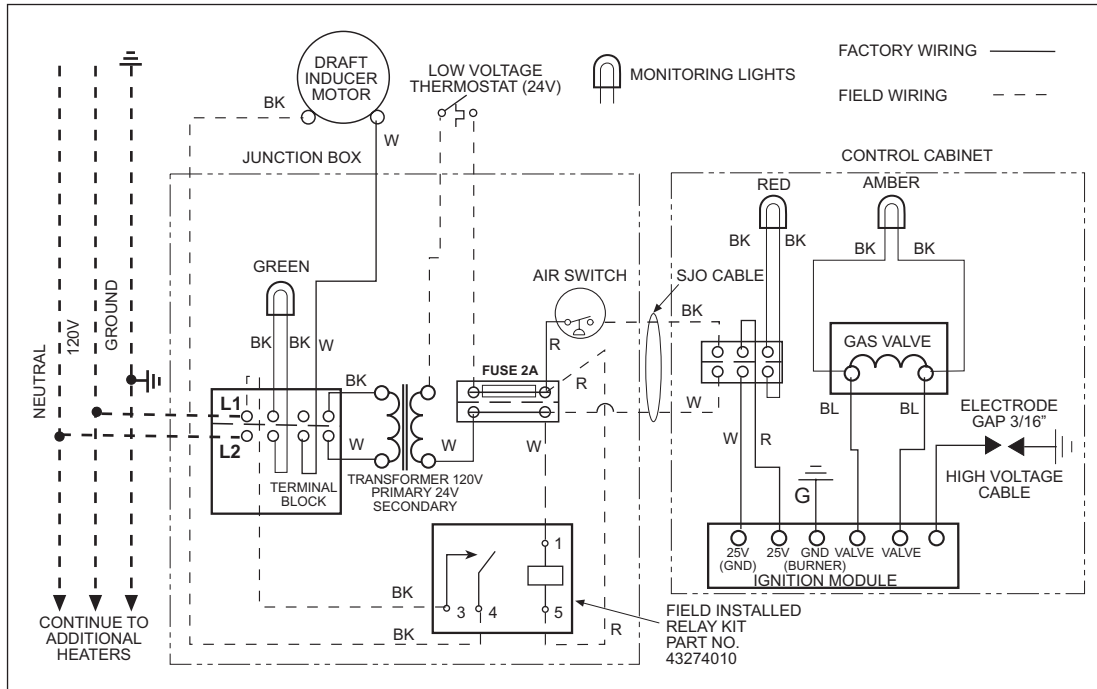 DRAFT
INDUCER
MOTOR
BK
W
LOW VOLTAGE
THERMOSTAT (24V)
MONITORING LIGHTS
FACTORY WIRING
FIELD WIRING
JUNCTION BOX
CONTROL CABINET
NEUTRAL
120V
GROUND
GREEN
BK
BK
W
L1
L2
TERMINAL
BLOCK
BK
W
TRANSFORMER 120V
PRIMARY 24V
SECONDARY
FUSE 2A
AIR SWITCH
R
R
W
SJO CABLE
BK
W
RED
BK
BK
AMBER
BK
BK
GAS VALVE
BL
BL
W
R
G
ELECTRODE
GAP 3/16”
HIGH VOLTAGE
CABLE
25V
(GND)
25V
GND
(BURNER)
VALVE
VALVE
IGNITION MODULE
1
3
4
5
BK
BK
R
FIELD INSTALLED
RELAY KIT
PART NO.
43274010
CONTINUE TO
ADDITIONAL
HEATERS